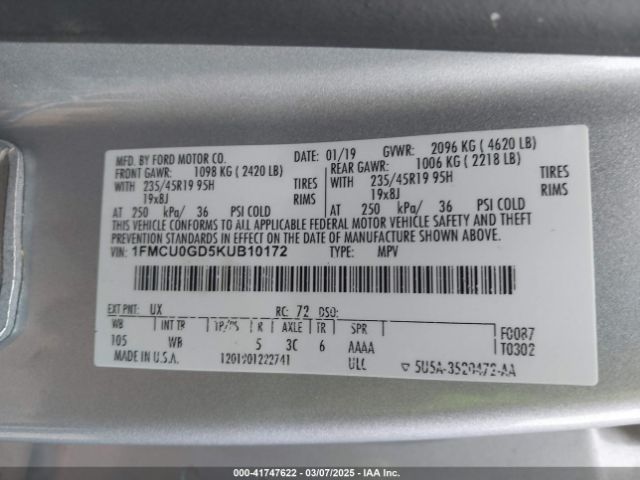 MFD. BY FORD MOTOR CO. 01/19 GVWR: 2096 KG ( 4620 LB)
FRONT GAWR: 1098 KG ( 2420 LB) REAR GAWR: 1006 KG ( 2218 LB)
WITH 235/45R19 95H TIRES WITH 235/45R19 95H TIRES
19x8J RIMS 19x8J RIMS
AT 250 kPa/ 36 PSI COLD AT 250 kPa/ 36 PSI COLD
THIS VEHICLE CONFORMS TO ALL APPLICABLE FEDERAL MOTOR VEHICLE SAFETY AND THEFT
PREVENTION STANDARDS IN EFFECT ON THE DATE OF MANUFACTURE SHOWN ABOVE.
VIN: 1FMCU0GD5KUB10172 TYPE: MPV
EXT PNT: UX RC: 72 DSO:
WB INT TR TP/PS R AXLE TR SPR F0087
105 WB 5 3C 6 AAAA T0302
MADE IN U.S.A. ULL
000-41747622 — 03/07/2025 — IAA Inc.